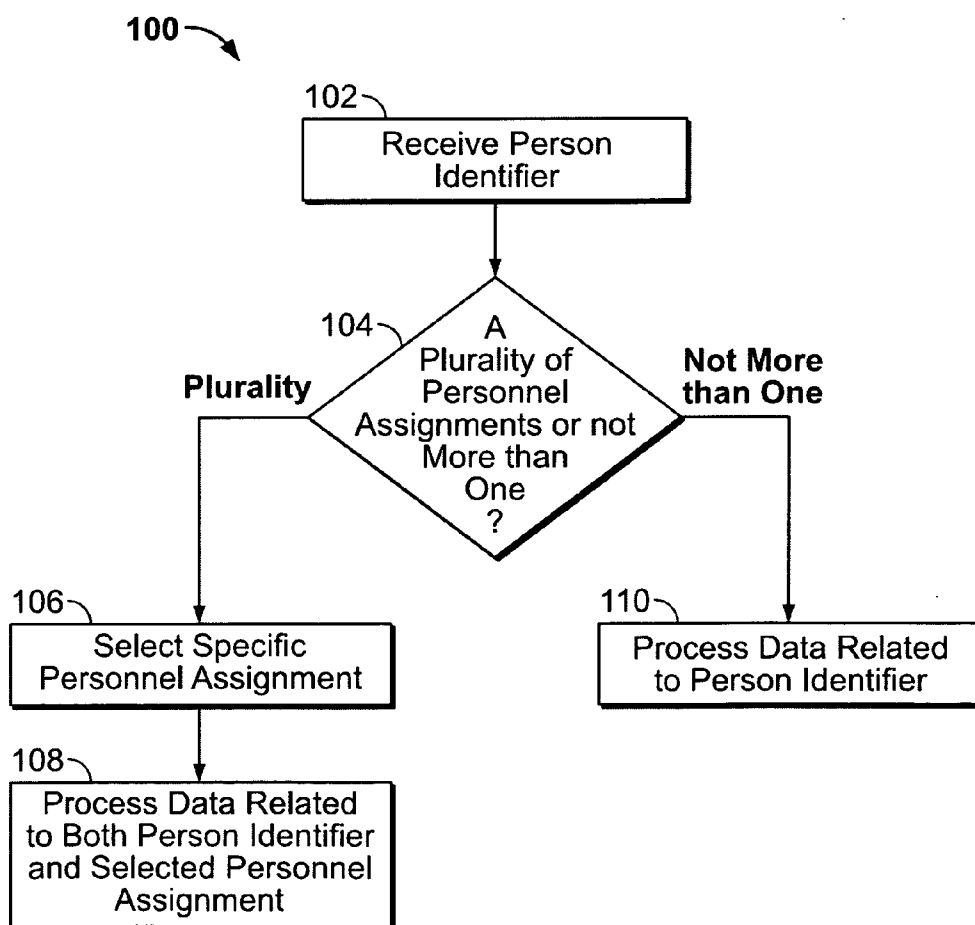 100
102
Receive Person
Identifier
104
A
Plurality of
Personnel
Assignments or not
More than
One
?
Plurality
Not More
than One
106
Select Specific
Personnel Assignment
110
Process Data Related
to Person Identifier
108
Process Data Related
to Both Person Identifier
and Selected Personnel
Assignment